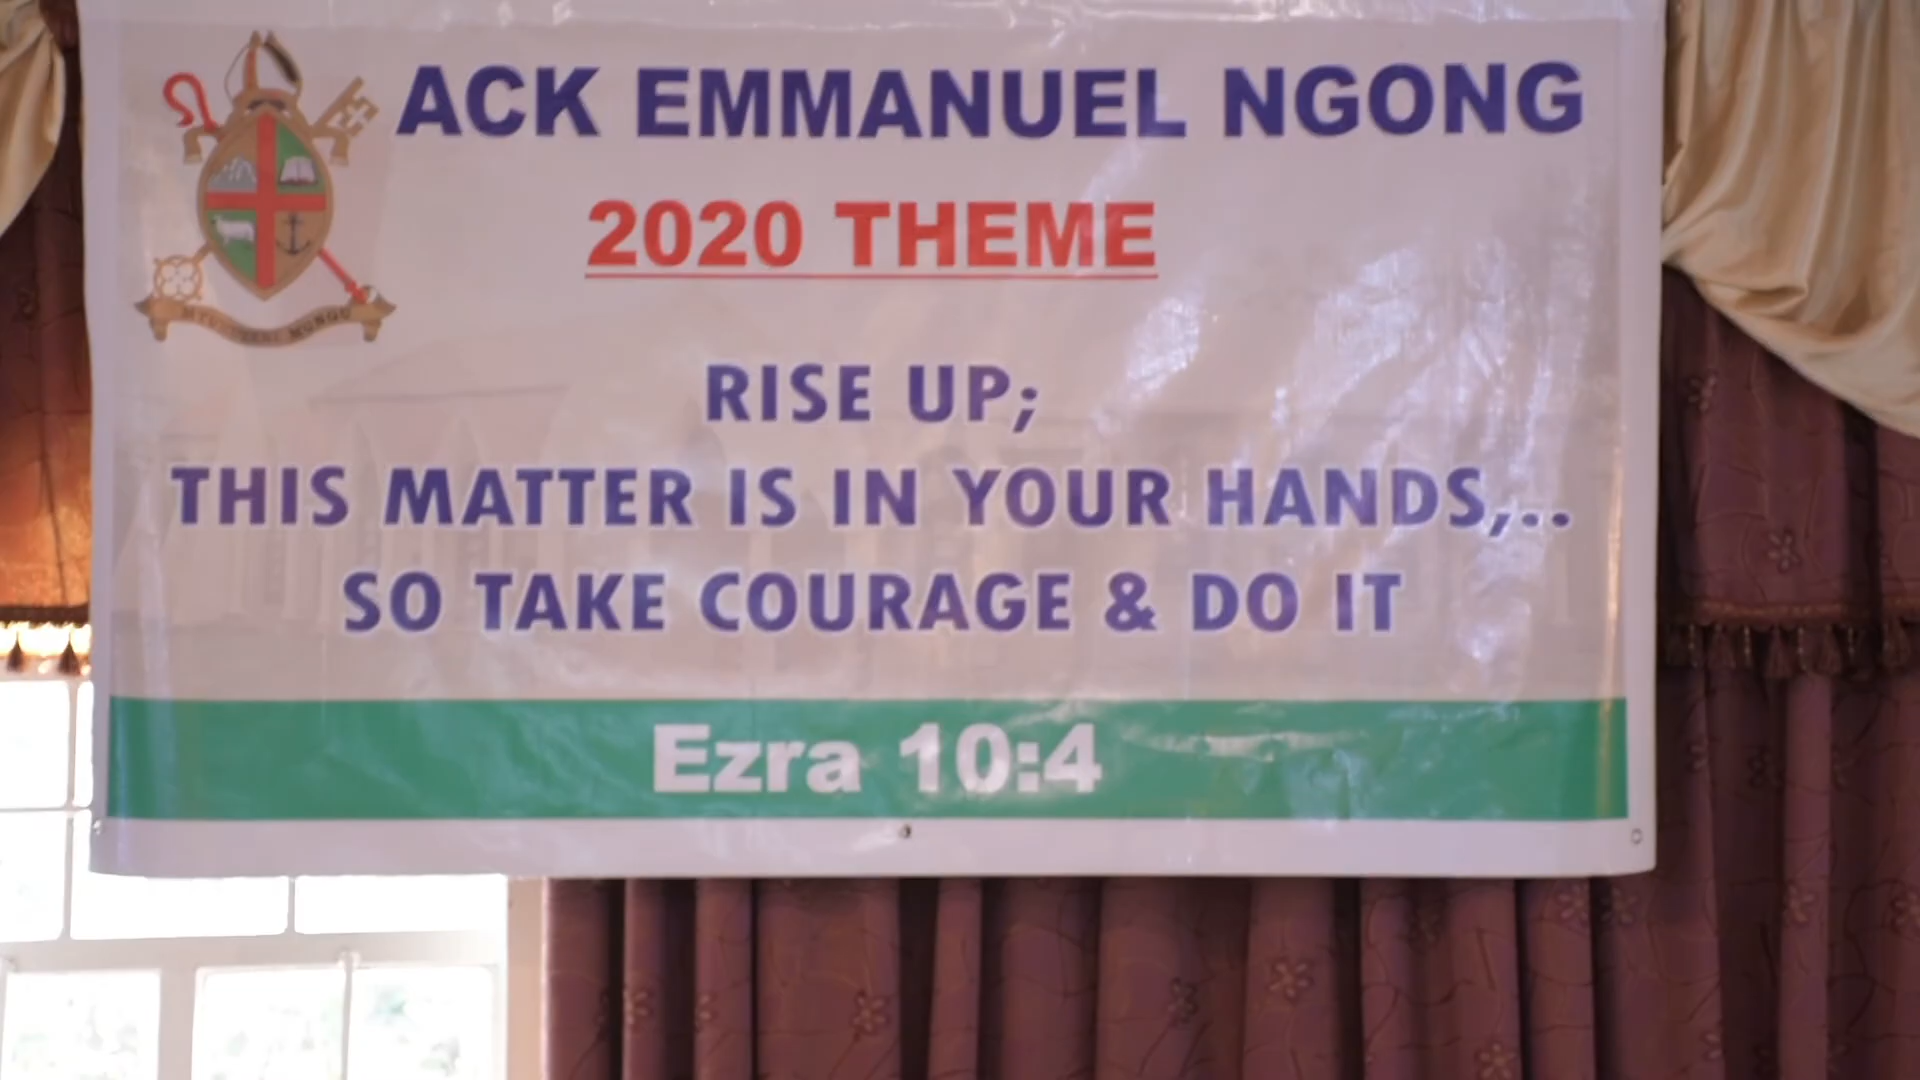 ACK EMMANUEL NGONG
2020 THEME
RISE UP;
THIS MATTER IS IN YOUR HANDS,..
SO TAKE COURAGE & DO IT
Ezra 10:4